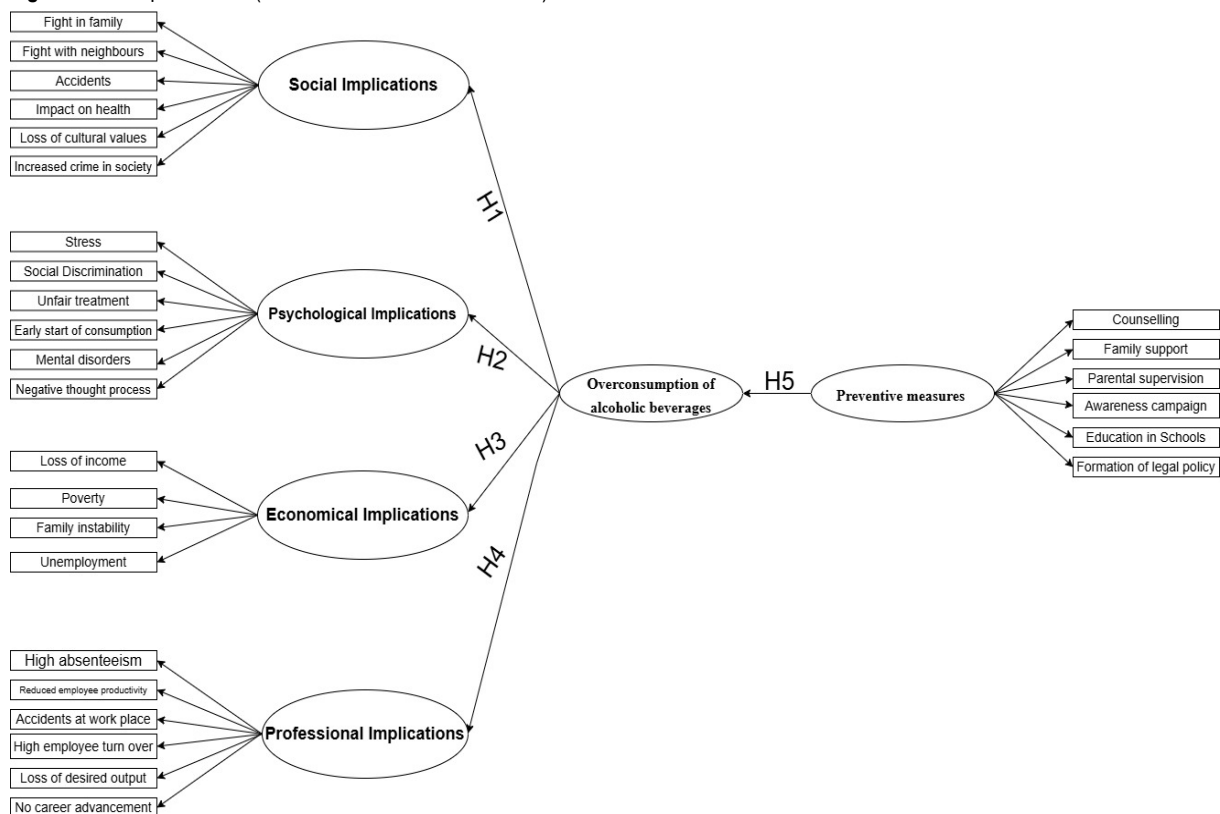 Fight in family
Fight with neighbours
Accidents
Impact on health
Loss of cultural values
Increased crime in society
Social Implications
H1
Stress
Social Discrimination
Unfair treatment
Early start of consumption
Mental disorders
Negative thought process
Psychological Implications
H2
Loss of income
Poverty
Family instability
Unemployment
Economical Implications
H3
High absenteeism
Reduced employee productivity
Accidents at work place
High employee turn over
Loss of desired output
No career advancement
Professional Implications
H4
Overconsumption of
alcoholic beverages
H5
Preventive measures
Counselling
Family support
Parental supervision
Awareness campaign
Education in Schools
Formation of legal policy